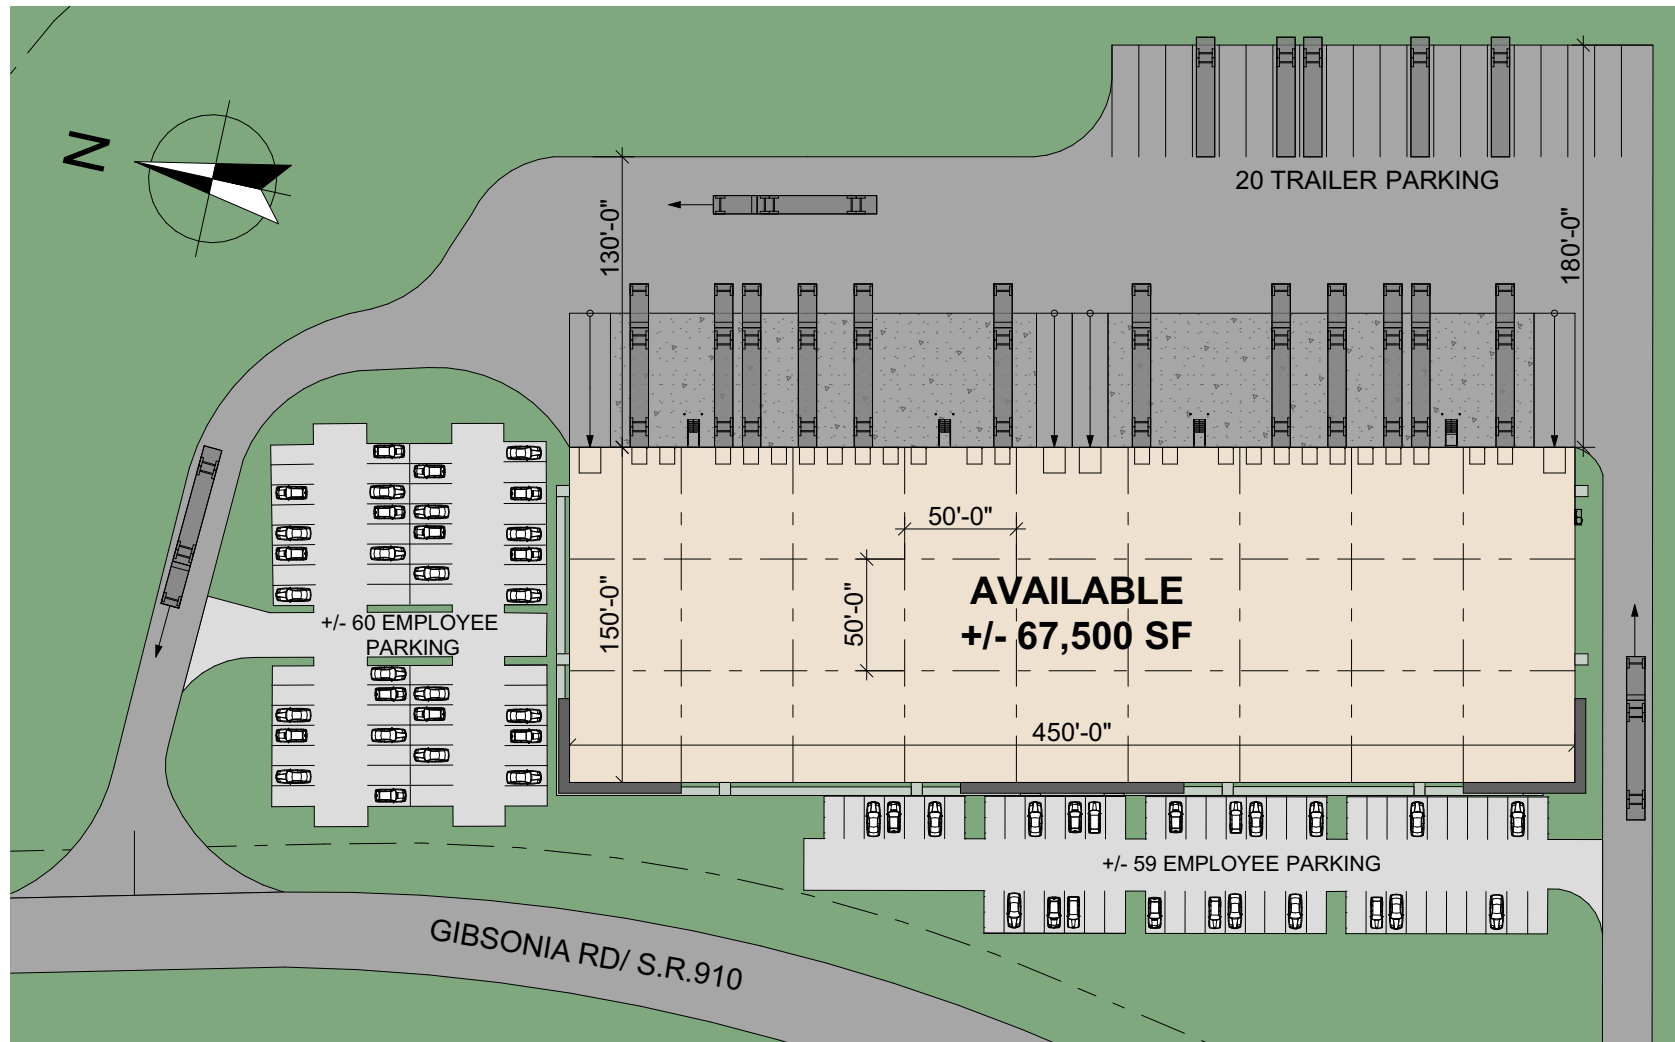 N
20 TRAILER PARKING
130'-0"
180'-0"
50'-0"
50'-0"
AVAILABLE
+/- 67,500 SF
150'-0"
+/- 60 EMPLOYEE
PARKING
450'-0"
+/- 59 EMPLOYEE PARKING
GIBSONIA RD/ S.R.910